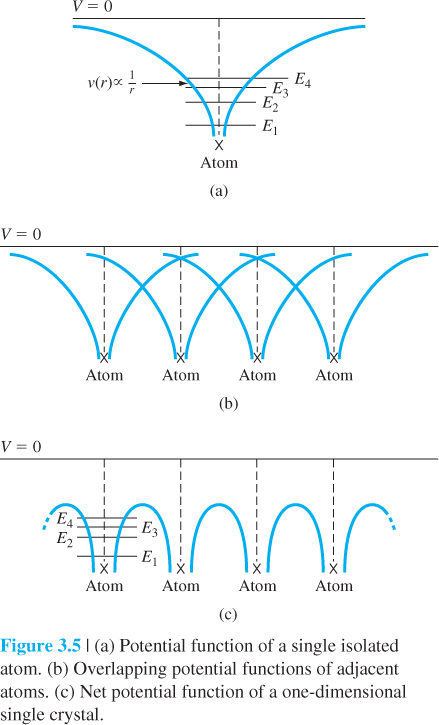 V = 0
v(r)∝ 1/r
E₄
E₃
E₂
E₁
X
Atom
(a)
V = 0
X X X X
Atom Atom Atom Atom
(b)
V = 0
E₄
E₃
E₂
E₁
X X X X
Atom Atom Atom Atom
(c)
Figure 3.5 | (a) Potential function of a single isolated
atom. (b) Overlapping potential functions of adjacent
atoms. (c) Net potential function of a one-dimensional
single crystal.